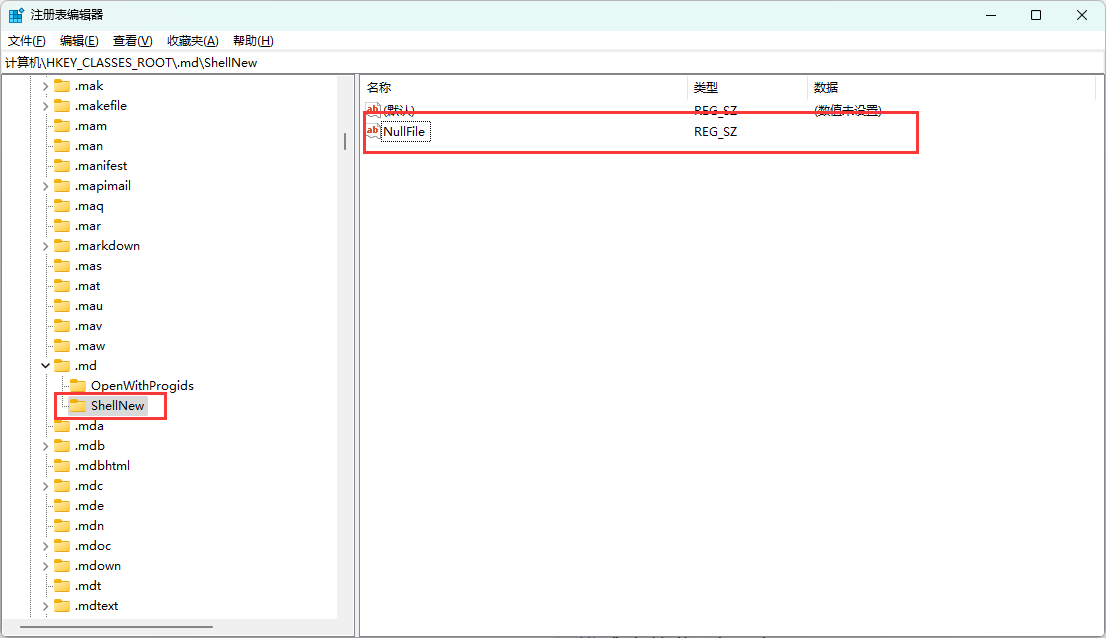 注册表编辑器
文件(F) 编辑(E) 查看(V) 收藏夹(A) 帮助(H)
计算机\HKEY_CLASSES_ROOT\.md\ShellNew
.mak
.makefile
.mam
.man
.manifest
.mapimail
.maq
.mar
.markdown
.mas
.mat
.mau
.mav
.maw
.md
OpenWithProgids
ShellNew
.mda
.mdb
.mdbhtml
.mdc
.mde
.mdn
.mdoc
.mdown
.mdt
.mdtext
名称 类型 数据
ab (默认) REG_SZ (数值未设置)
ab NullFile REG_SZ